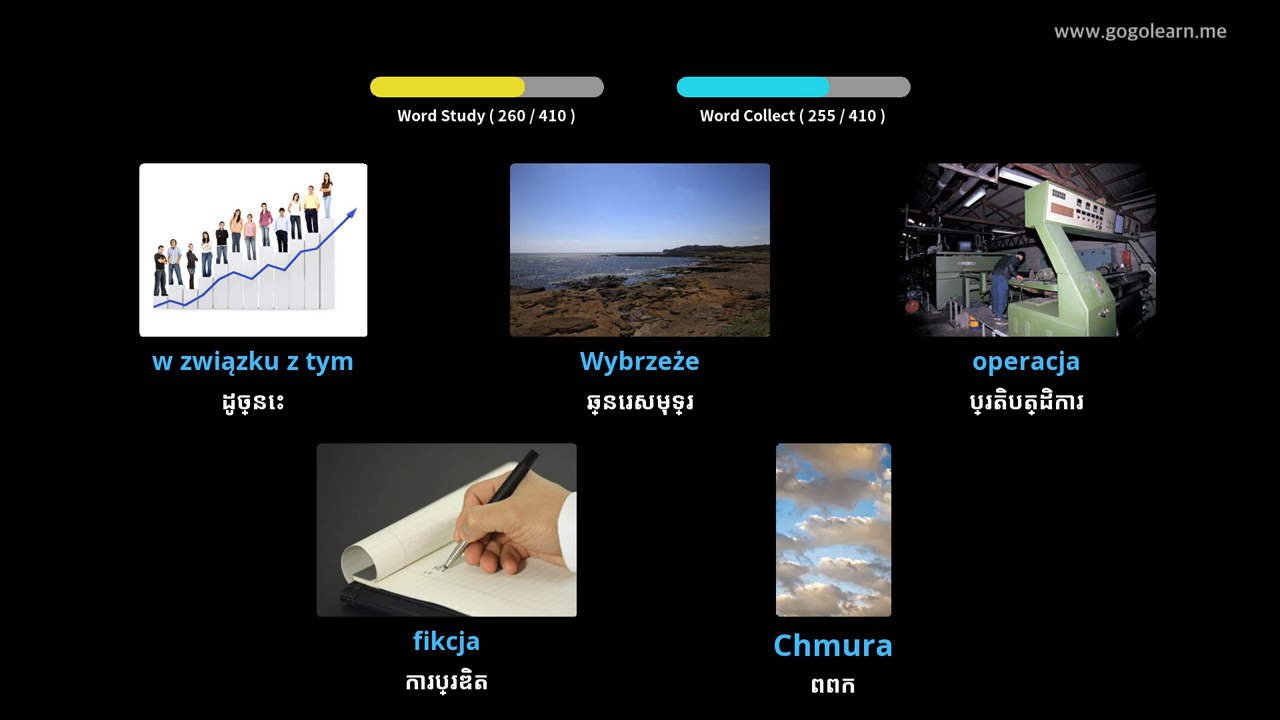 www.gogolearn.me
Word Study ( 260 / 410 )
Word Collect ( 255 / 410 )
w związku z tym
ដូច្នេះ
Wybrzeże
ឆ្នេរសមុទ្រ
operacja
ប្រតិបត្ដិការ
fikcja
ការប្រឌិត
Chmura
ពពក